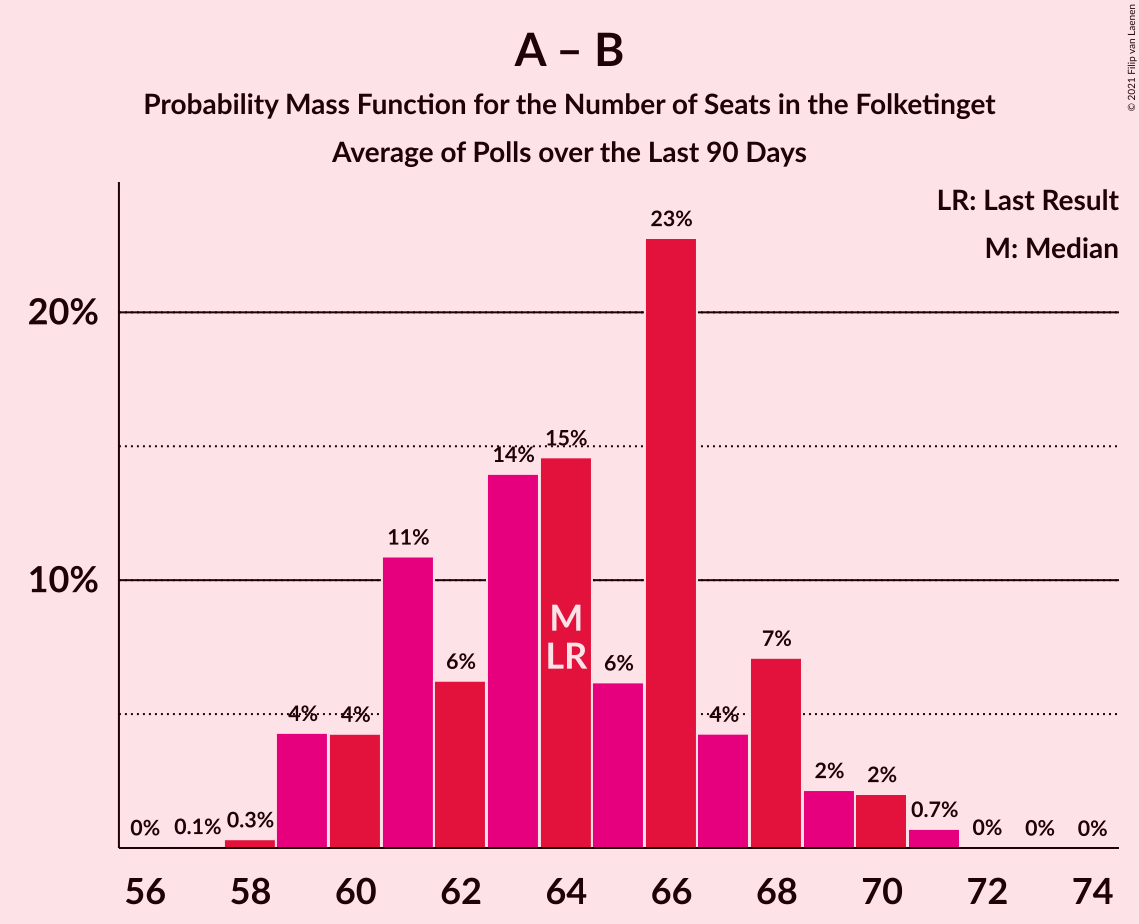 A – B
Probability Mass Function for the Number of Seats in the Folketinget
Average of Polls over the Last 90 Days
© 2021 Filip van Laenen
LR: Last Result
M: Median
20%
10%
0%
0.1%
0.3%
4%
4%
11%
6%
14%
15%
6%
23%
4%
7%
2%
2%
0.7%
0%
0%
0%
M
LR
56 58 60 62 64 66 68 70 72 74